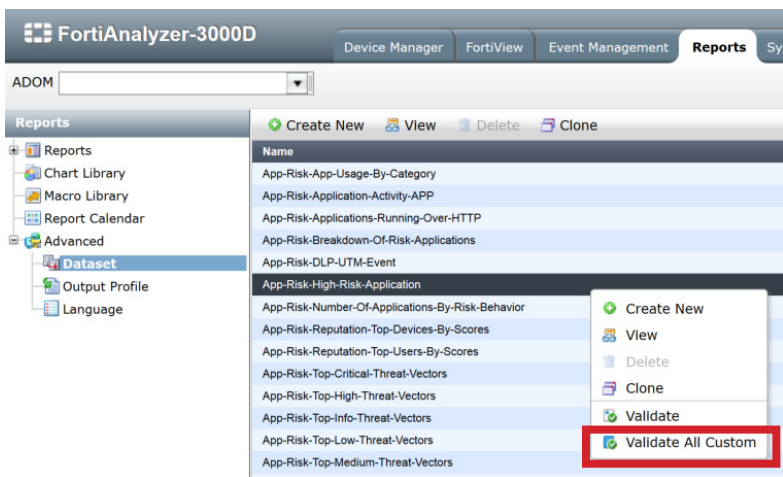 FortiAnalyzer-3000D
Device Manager FortiView Event Management Reports Sy
ADOM
Reports
Create New View Delete Clone
Reports
Chart Library
Macro Library
Report Calendar
Advanced
Dataset
Output Profile
Language
Name
App-Risk-App-Usage-By-Category
App-Risk-Application-Activity-APP
App-Risk-Applications-Running-Over-HTTP
App-Risk-Breakdown-Of-Risk-Applications
App-Risk-DLP-UTM-Event
App-Risk-High-Risk-Application
App-Risk-Number-Of-Applications-By-Risk-Behavior
App-Risk-Reputation-Top-Devices-By-Scores
App-Risk-Reputation-Top-Users-By-Scores
App-Risk-Top-Critical-Threat-Vectors
App-Risk-Top-High-Threat-Vectors
App-Risk-Top-Info-Threat-Vectors
App-Risk-Top-Low-Threat-Vectors
App-Risk-Top-Medium-Threat-Vectors
Create New
View
Delete
Clone
Validate
Validate All Custom